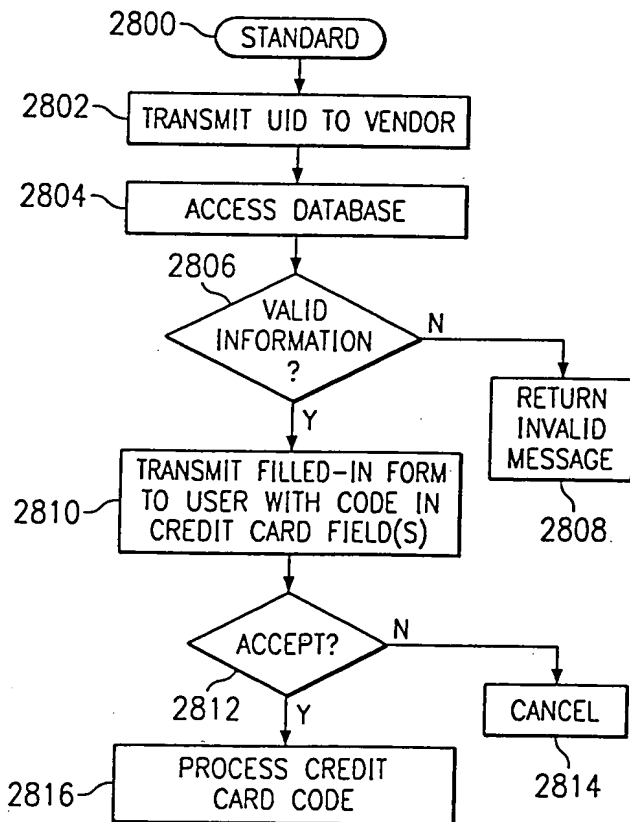 2800
STANDARD
2802
TRANSMIT UID TO VENDOR
2804
ACCESS DATABASE
2806
VALID
INFORMATION
?
N
Y
RETURN
INVALID
MESSAGE
2808
2810
TRANSMIT FILLED-IN FORM
TO USER WITH CODE IN
CREDIT CARD FIELD(S)
ACCEPT?
N
2812
Y
CANCEL
2814
2816
PROCESS CREDIT
CARD CODE